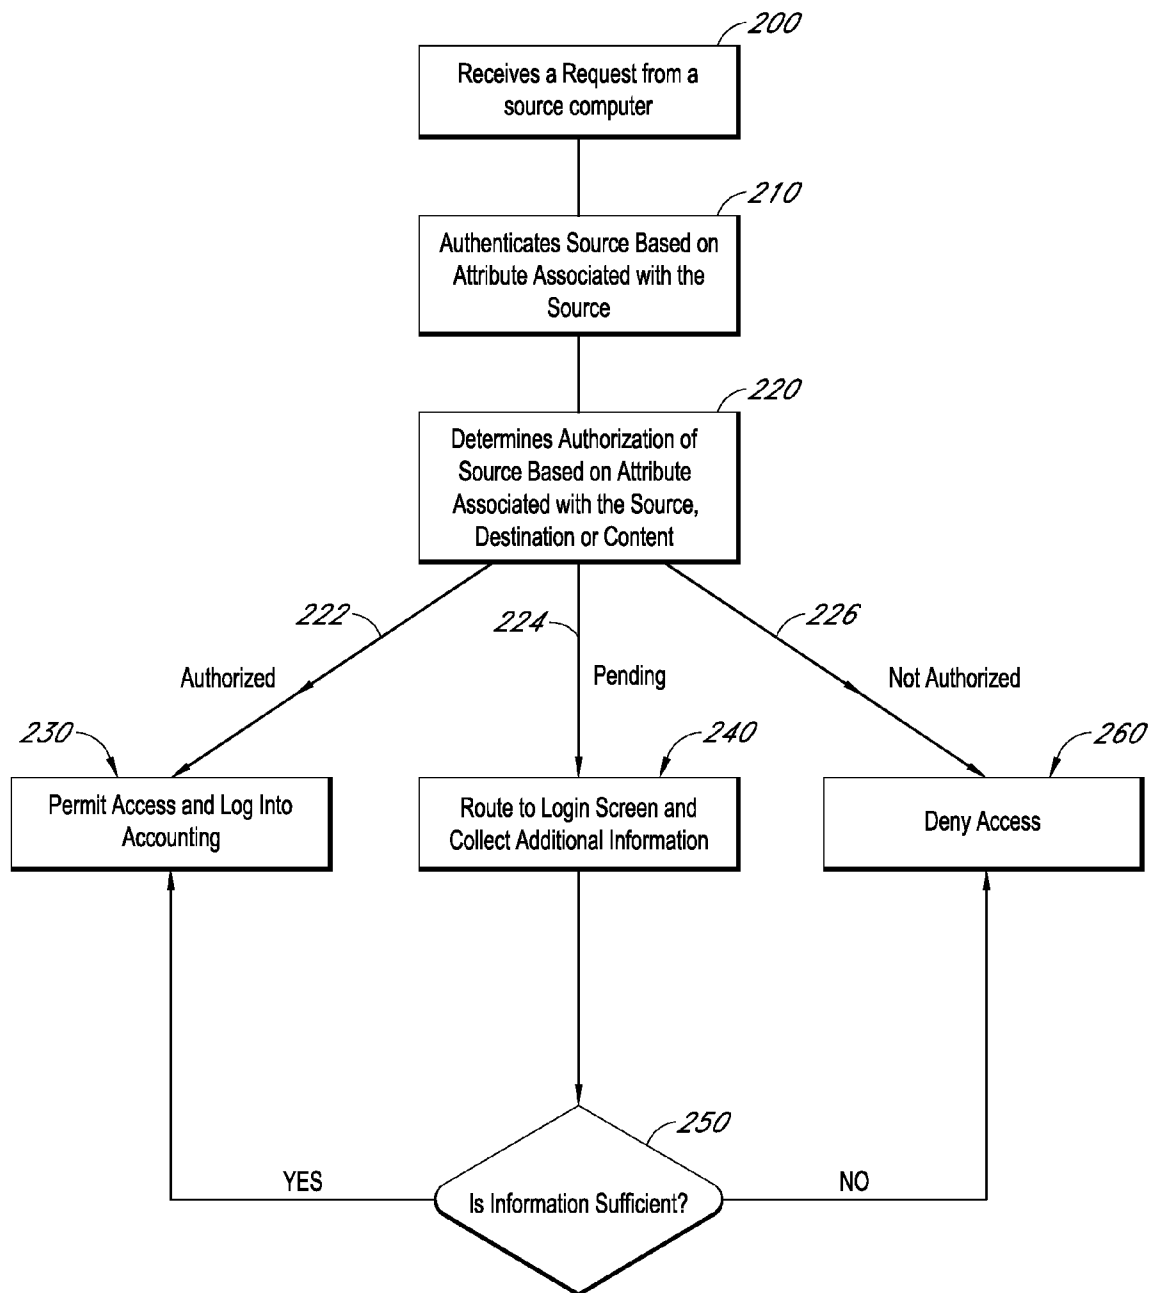 200
Receives a Request from a
source computer
210
Authenticates Source Based on
Attribute Associated with the
Source
220
Determines Authorization of
Source Based on Attribute
Associated with the Source,
Destination or Content
222
224
226
Authorized
Pending
Not Authorized
230
240
260
Permit Access and Log Into
Accounting
Route to Login Screen and
Collect Additional Information
Deny Access
250
YES
Is Information Sufficient?
NO